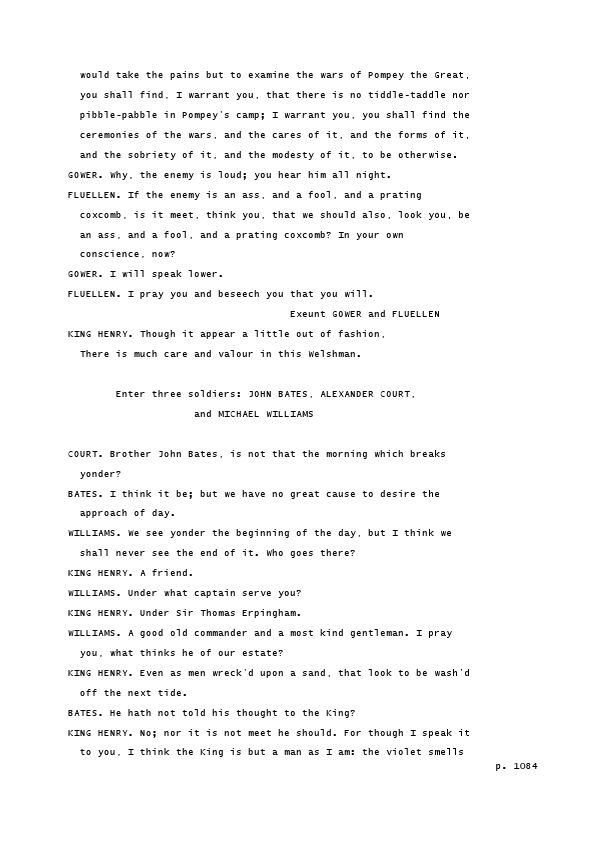 would take the pains but to examine the wars of Pompey the Great,
you shall find, I warrant you, that there is no tiddle-taddle nor
pibble-pabble in Pompey's camp; I warrant you, you shall find the
ceremonies of the wars, and the cares of it, and the forms of it,
and the sobriety of it, and the modesty of it, to be otherwise.
GOWER. Why, the enemy is loud; you hear him all night.
FLUELLEN. If the enemy is an ass, and a fool, and a prating
coxcomb, is it meet, think you, that we should also, look you, be
an ass, and a fool, and a prating coxcomb? In your own
conscience, now?
GOWER. I will speak lower.
FLUELLEN. I pray you and beseech you that you will.
Exeunt GOWER and FLUELLEN
KING HENRY. Though it appear a little out of fashion,
There is much care and valour in this Welshman.
Enter three soldiers: JOHN BATES, ALEXANDER COURT,
and MICHAEL WILLIAMS
COURT. Brother John Bates, is not that the morning which breaks
yonder?
BATES. I think it be; but we have no great cause to desire the
approach of day.
WILLIAMS. We see yonder the beginning of the day, but I think we
shall never see the end of it. Who goes there?
KING HENRY. A friend.
WILLIAMS. Under what captain serve you?
KING HENRY. Under Sir Thomas Erpingham.
WILLIAMS. A good old commander and a most kind gentleman. I pray
you, what thinks he of our estate?
KING HENRY. Even as men wreck'd upon a sand, that look to be wash'd
off the next tide.
BATES. He hath not told his thought to the King?
KING HENRY. No; nor it is not meet he should. For though I speak it
to you, I think the King is but a man as I am: the violet smells
p. 1084